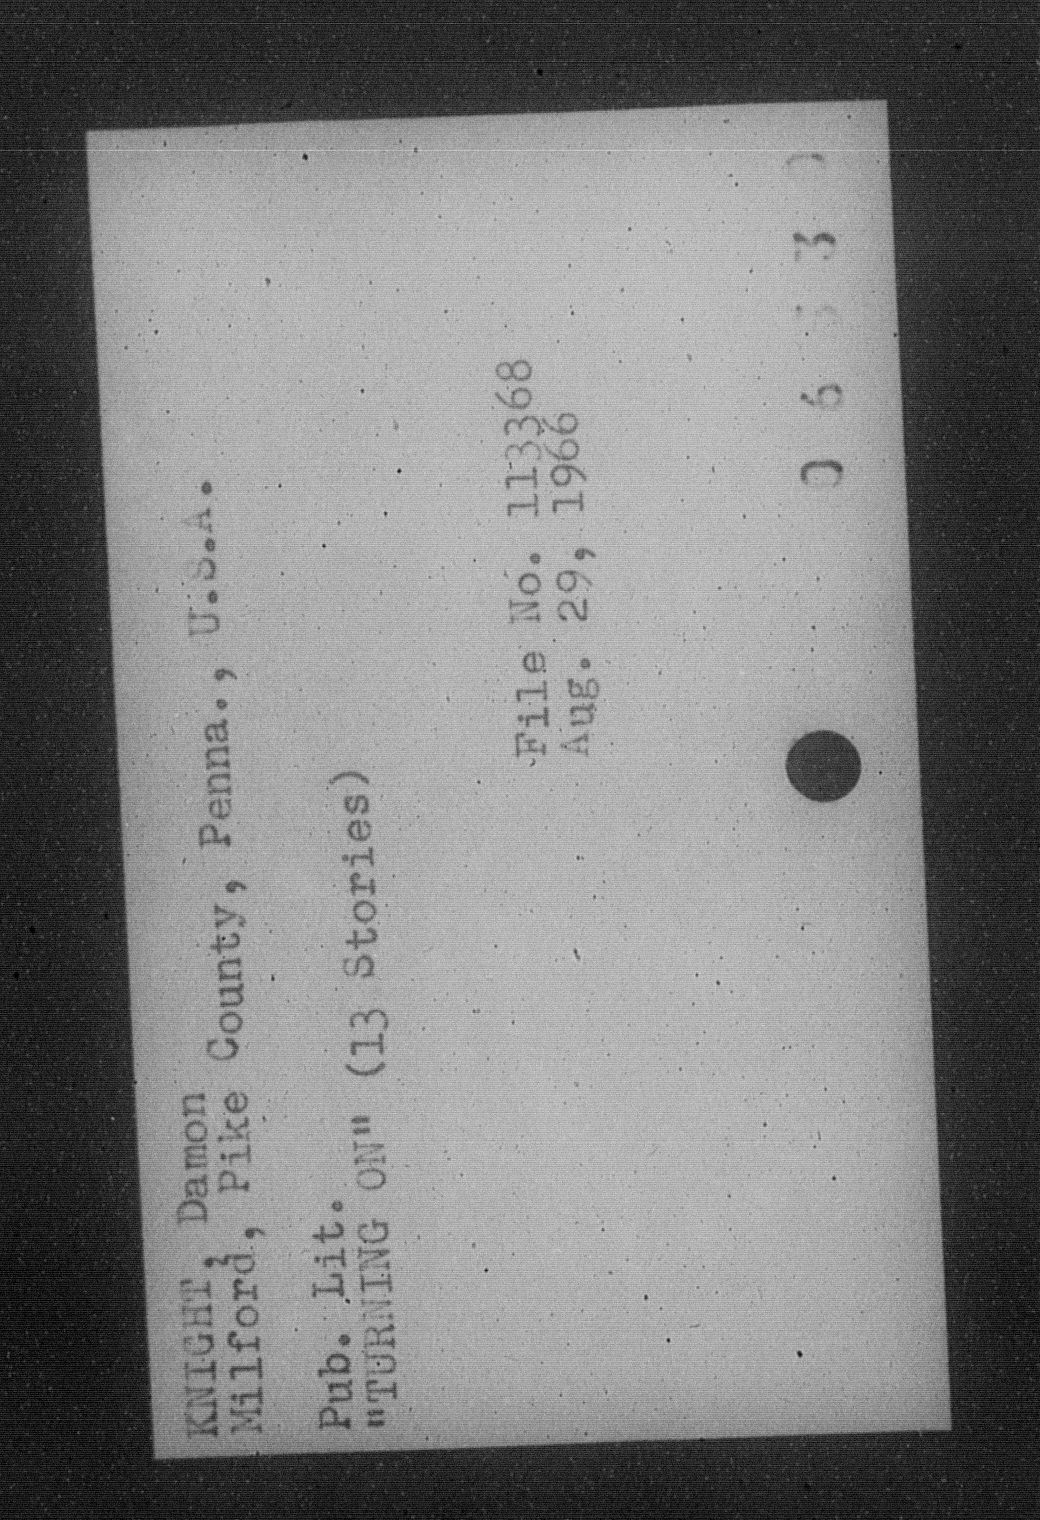 KNIGHT, Damon
Milford, Pike County, Penna., U.S.A.
Pub. Lit.
"TURNING ON" (13 Stories)
File No. 113368
Aug. 29, 1966